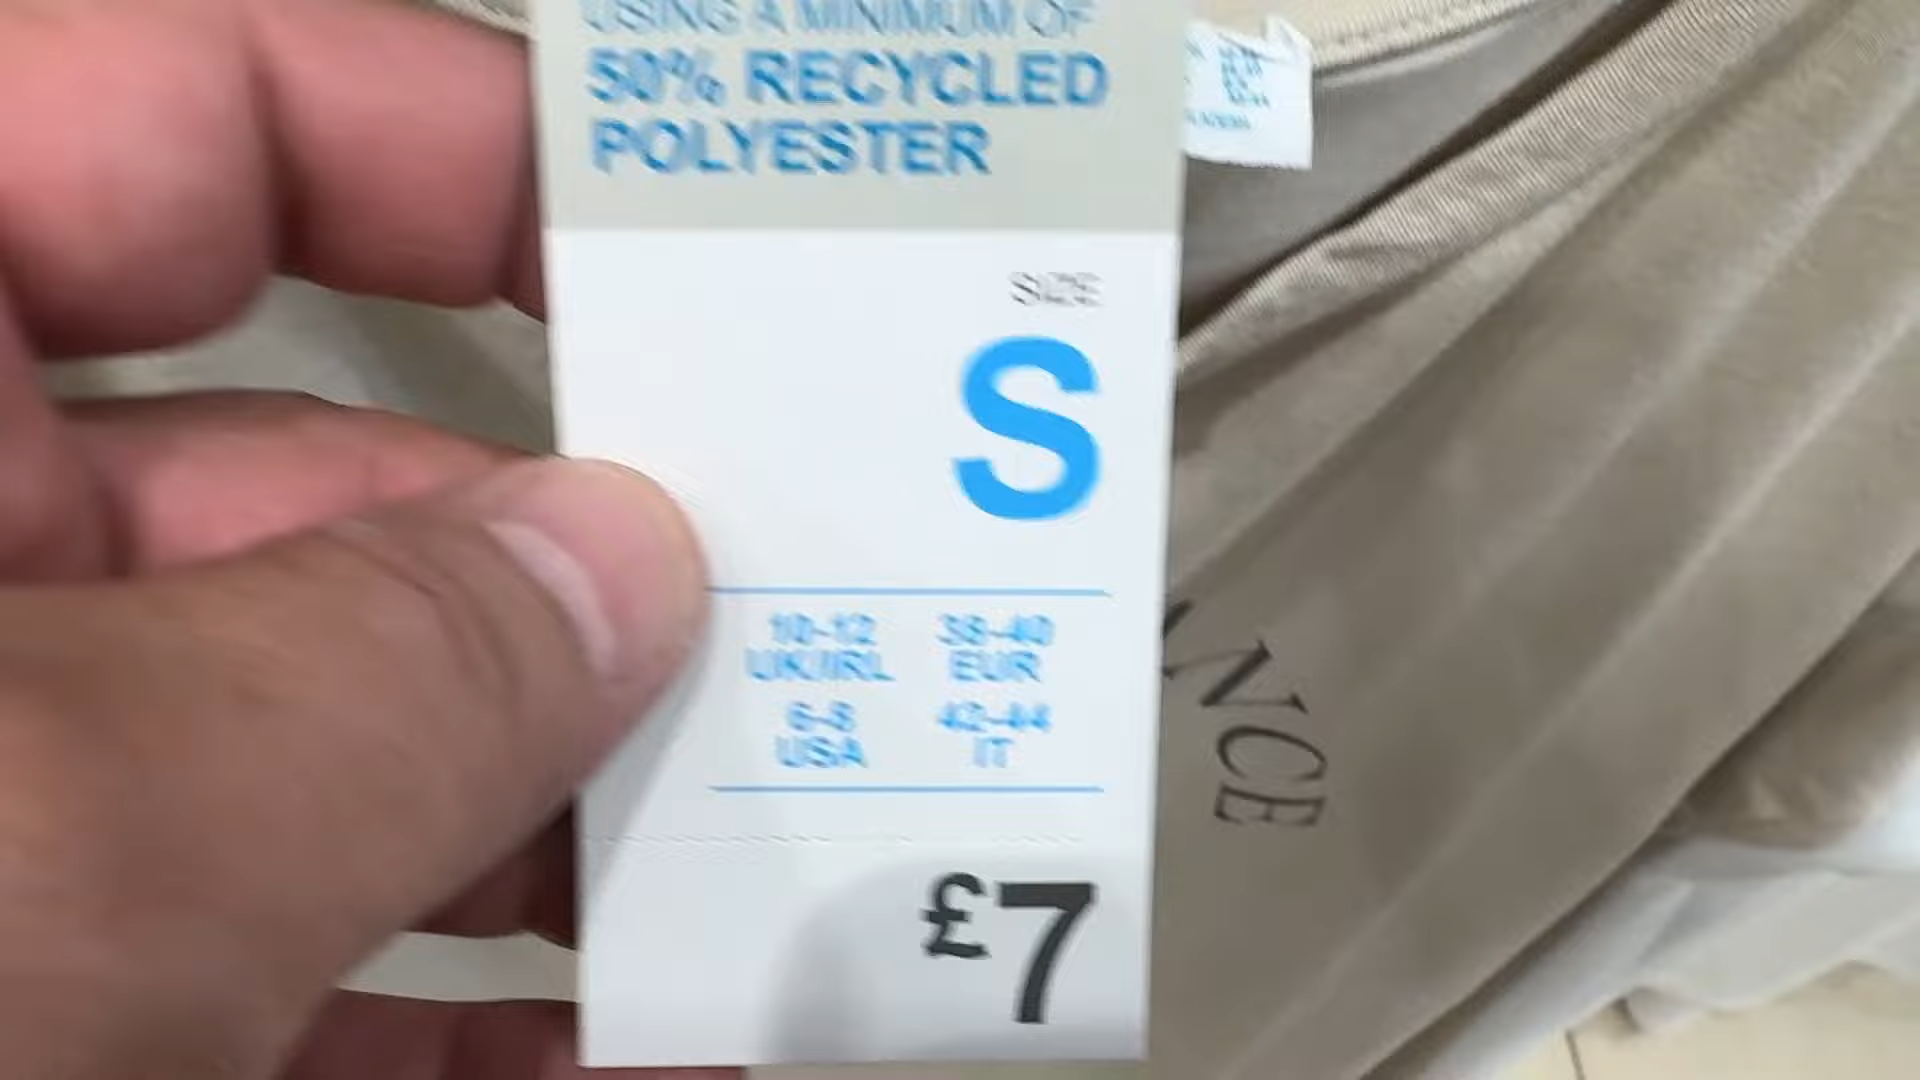 USING A MINIMUM OF
50% RECYCLED
POLYESTER
SIZE
S
10-12 38-40
UK/IRL EUR
6-8 42-44
USA IT
£7
NCE